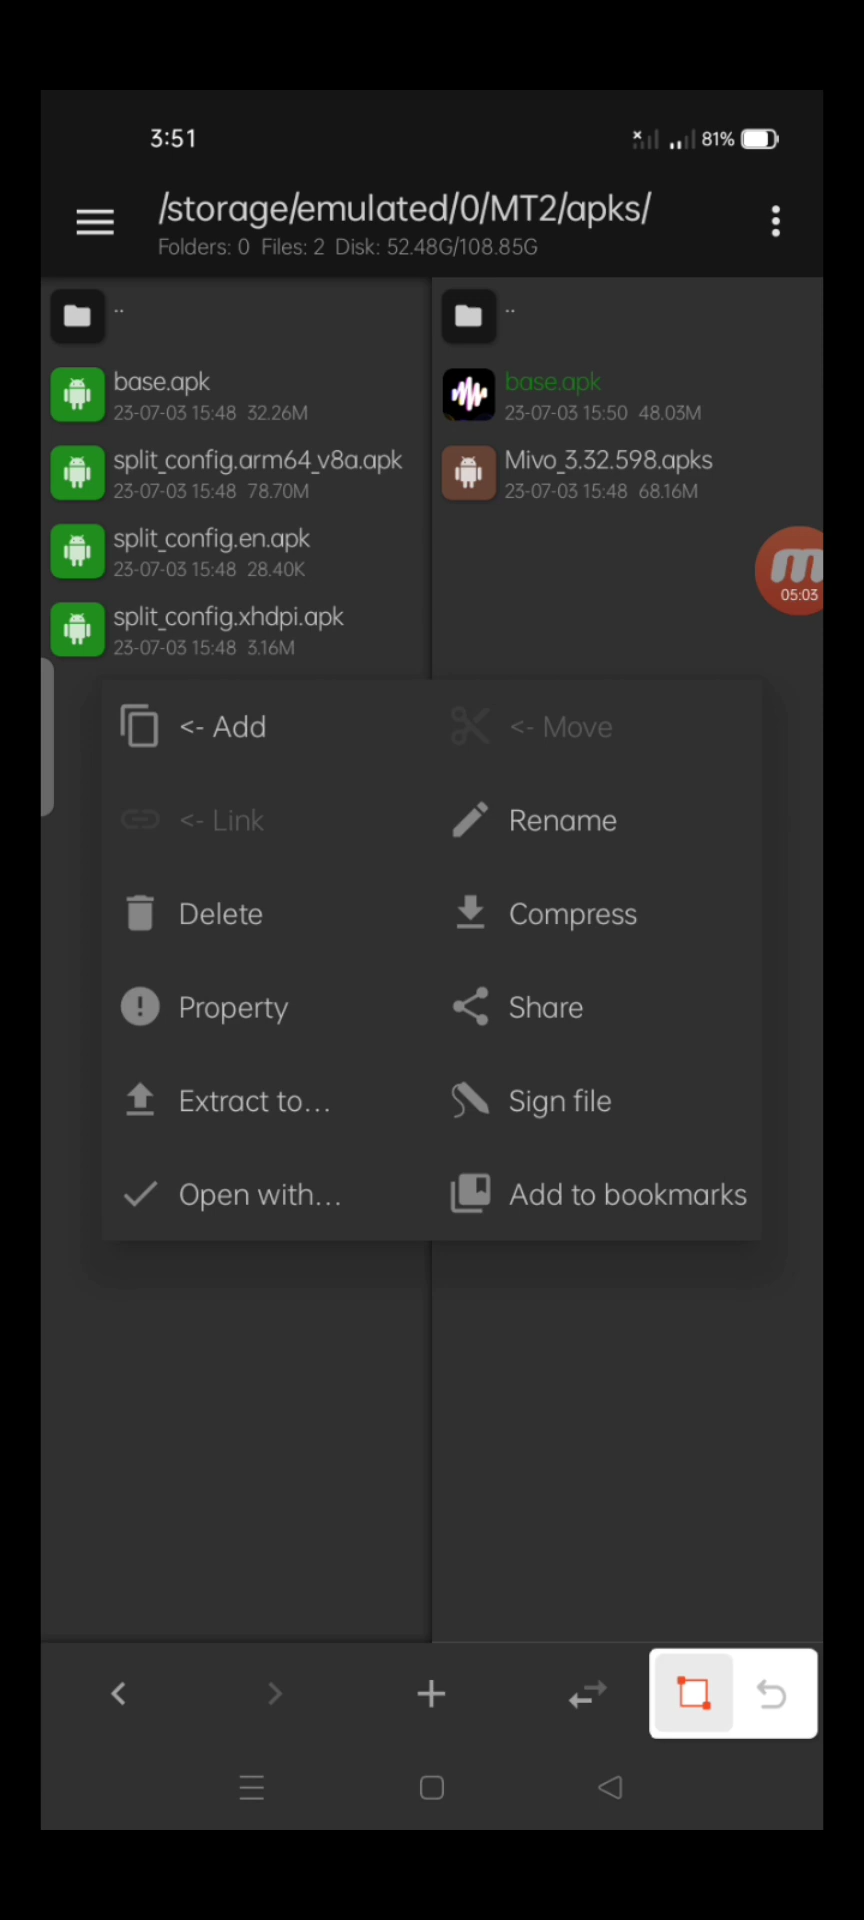 3:51
81%
/storage/emulated/0/MT2/apks/
Folders: 0 Files: 2 Disk: 52.48G/108.85G
..
base.apk
23-07-03 15:48 32.26M
split_config.arm64_v8a.apk
23-07-03 15:48 78.70M
split_config.en.apk
23-07-03 15:48 28.40K
split_config.xhdpi.apk
23-07-03 15:48 3.16M
..
base.apk
23-07-03 15:50 48.03M
Mivo_3.32.598.apks
23-07-03 15:48 68.16M
m
05:03
<- Add
<- Move
<- Link
Rename
Delete
Compress
Property
Share
Extract to...
Sign file
Open with...
Add to bookmarks